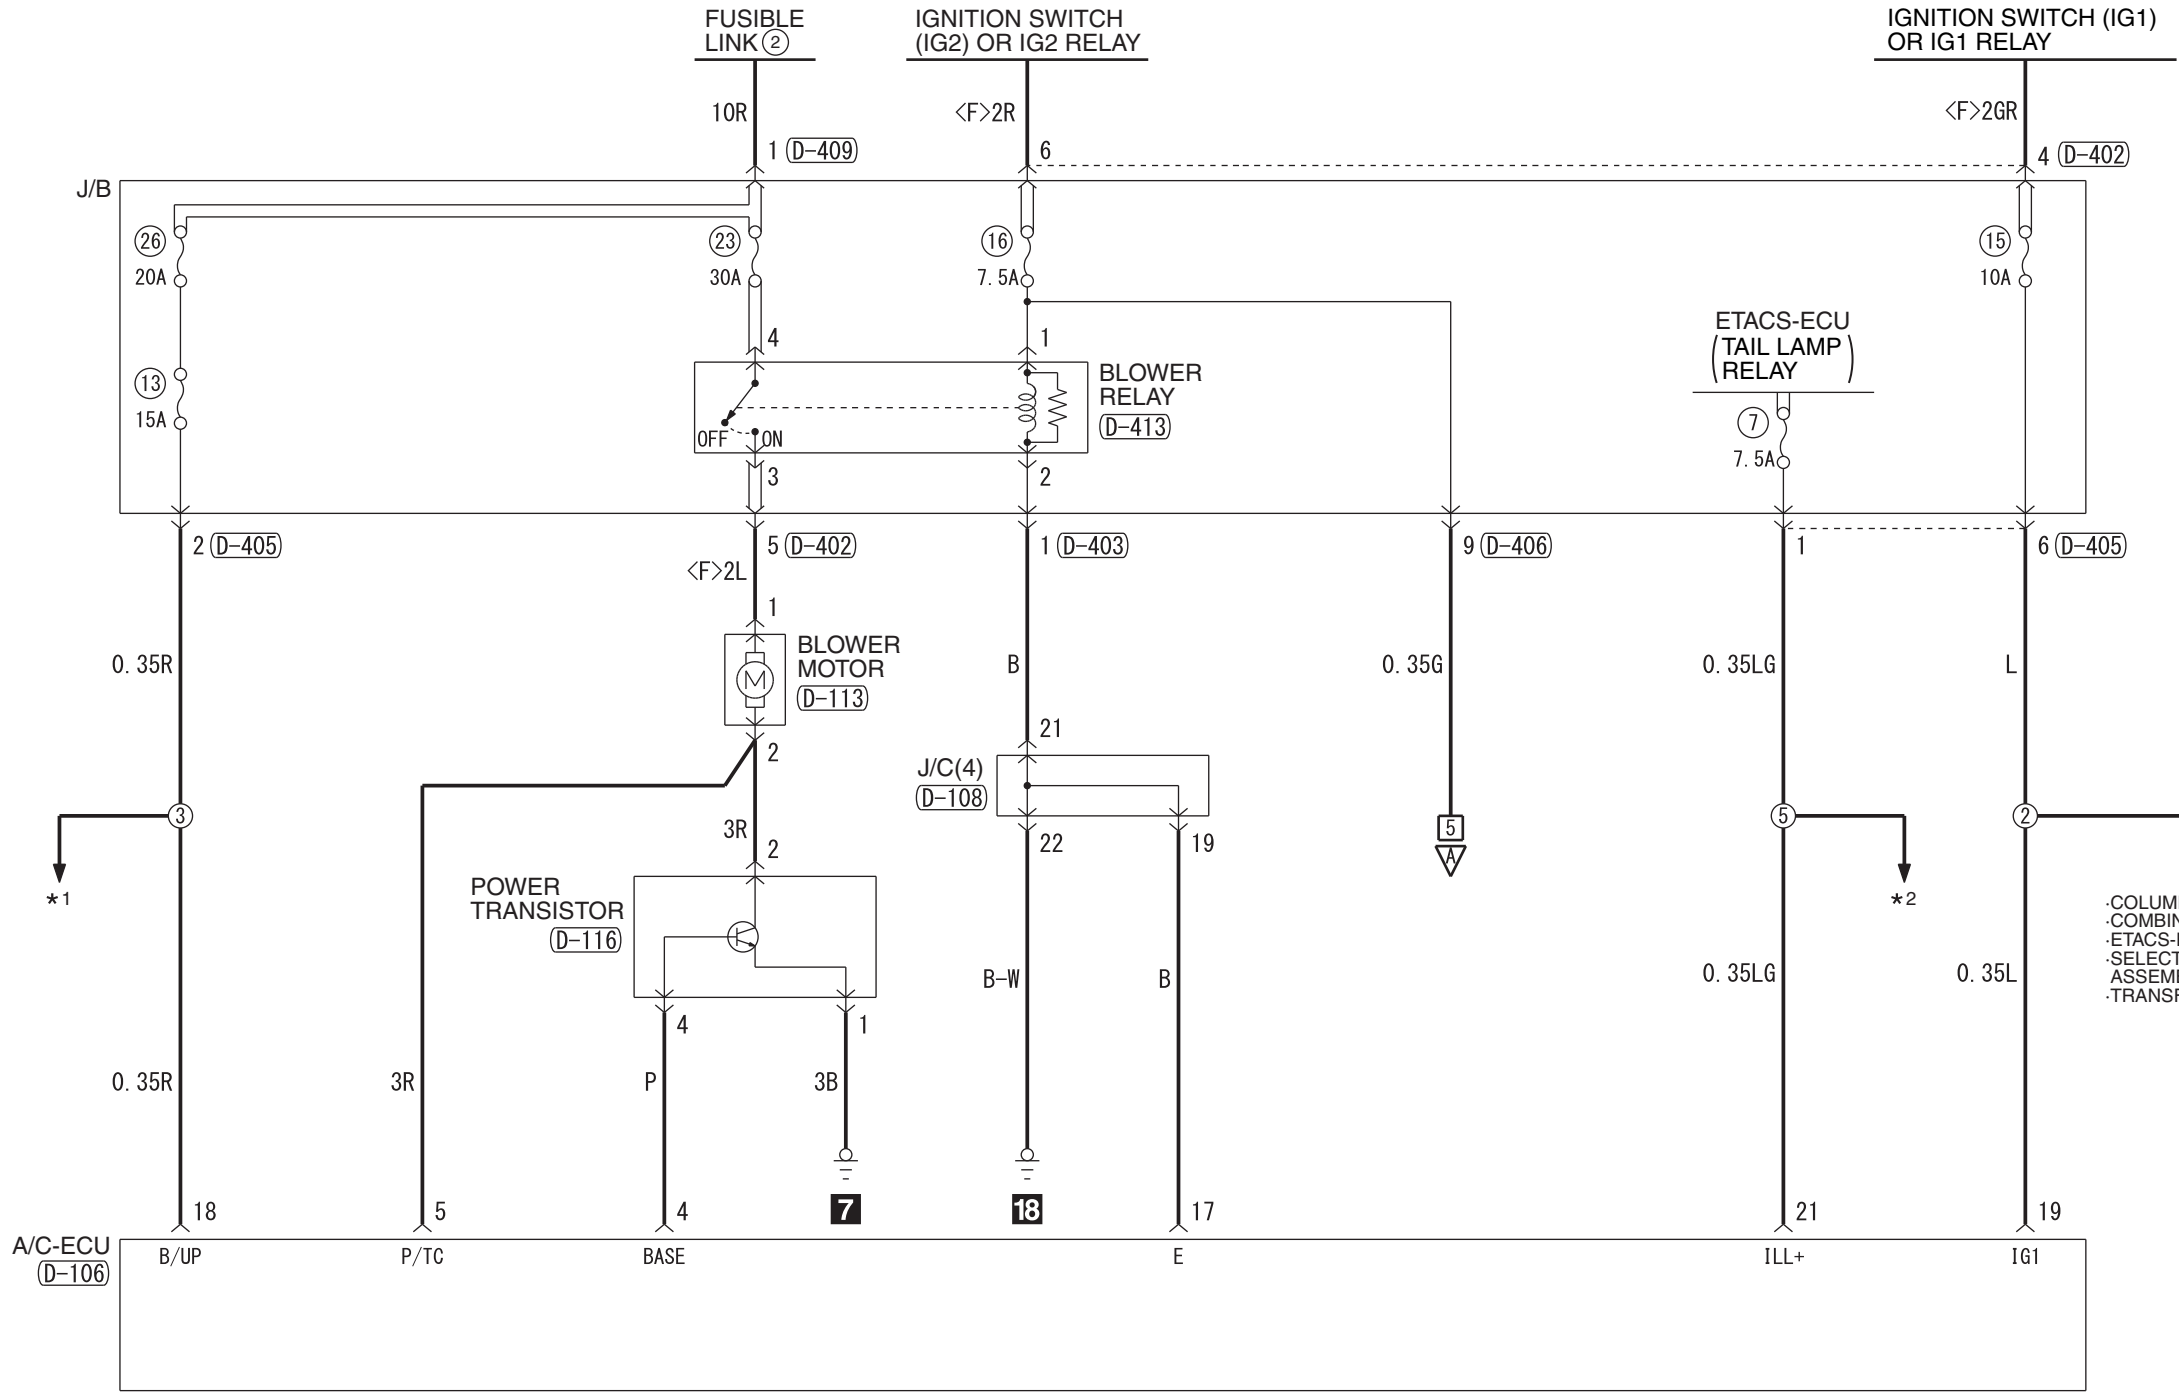 FUSIBLE
LINK 2
IGNITION SWITCH
(IG2) OR IG2 RELAY
IGNITION SWITCH (IG1)
OR IG1 RELAY
10R
<F>2R
<F>2GR
1 D-409
6
4 D-402
J/B
26
20A
23
30A
16
7.5A
15
10A
4
1
ETACS-ECU
(TAIL LAMP
RELAY)
13
15A
BLOWER
RELAY
D-413
OFF
ON
7
7.5A
3
2
2 D-405
5 D-402
1 D-403
9 D-406
1
6 D-405
<F>2L
1
0.35R
BLOWER
MOTOR
D-113
M
B
0.35G
0.35LG
L
2
21
J/C(4)
D-108
3
3R
2
22
19
5
A
5
2
*1
*2
POWER
TRANSISTOR
D-116
·COLUM
·COMBIN
·ETACS-
·SELECT
ASSEM
·TRANSF
B-W
B
0.35LG
0.35L
4
1
0.35R
3R
P
3B
7
18
18
5
4
17
21
19
A/C-ECU
D-106
B/UP
P/TC
BASE
E
ILL+
IG1